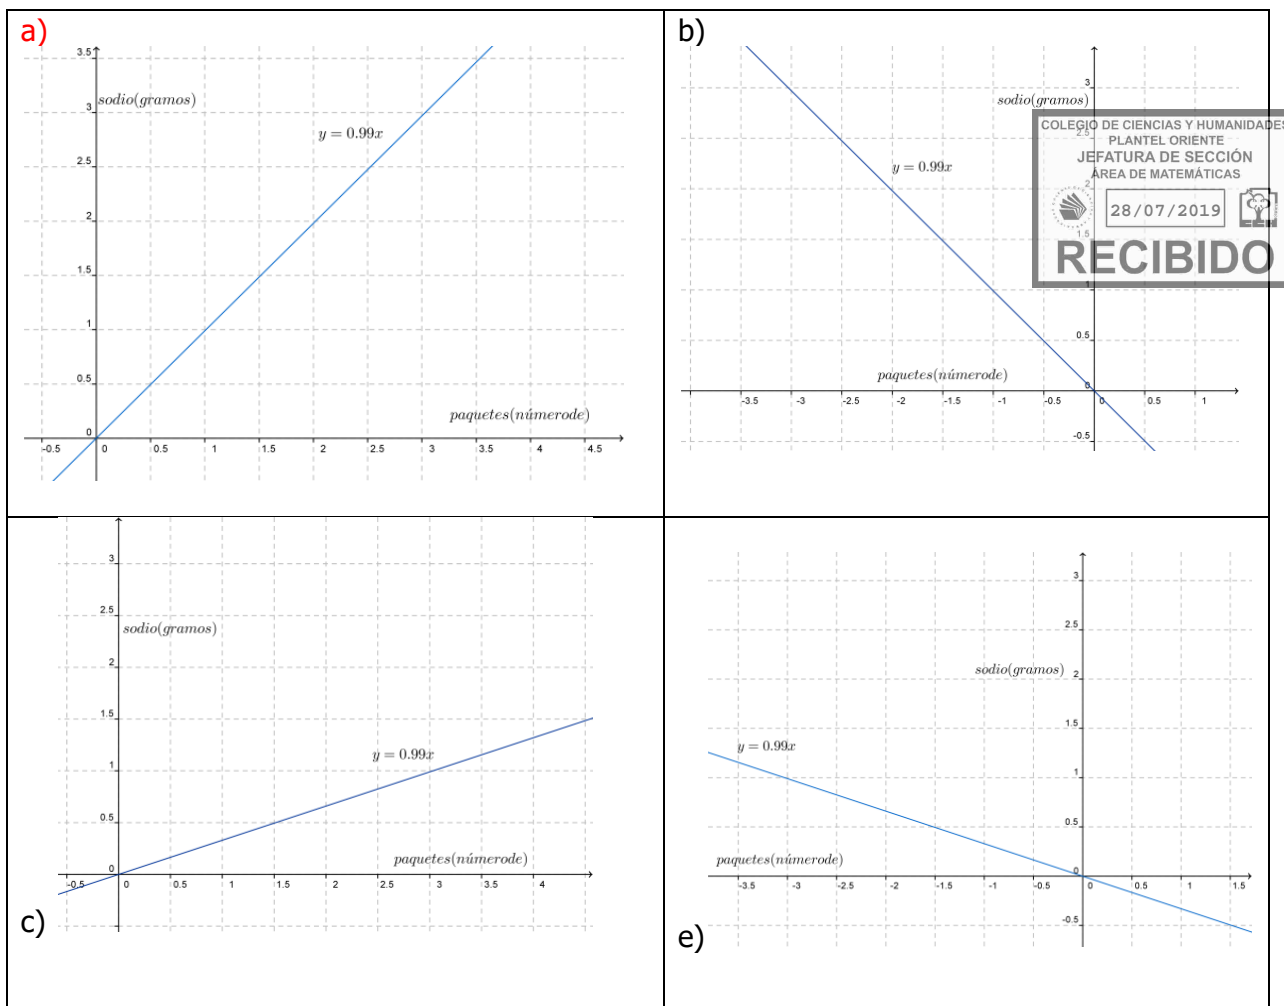 a)
3.5
sodio(gramos)
3
y = 0.99x
2.5
2
1.5
1
0.5
paquetes(númerode)
0
-0.5 0 0.5 1 1.5 2 2.5 3 3.5 4 4.5
b)
3
sodio(gramos)
2.5
y = 0.99x
2
1.5
1
0.5
paquetes(númerode)
0
-3.5 -3 -2.5 -2 -1.5 -1 -0.5 0 0.5 1
-0.5
COLEGIO DE CIENCIAS Y HUMANIDADES
PLANTEL ORIENTE
JEFATURA DE SECCIÓN
ÁREA DE MATEMÁTICAS
28/07/2019
RECIBIDO
3
2.5
sodio(gramos)
2
1.5
y = 0.99x
1
0.5
paquetes(númerode)
0
-0.5 0 0.5 1 1.5 2 2.5 3 3.5 4
c)
3
2.5
sodio(gramos)
2
1.5
y = 0.99x
1
0.5
paquetes(númerode)
0
-3.5 -3 -2.5 -2 -1.5 -1 -0.5 0 0.5 1 1.5
-0.5
e)